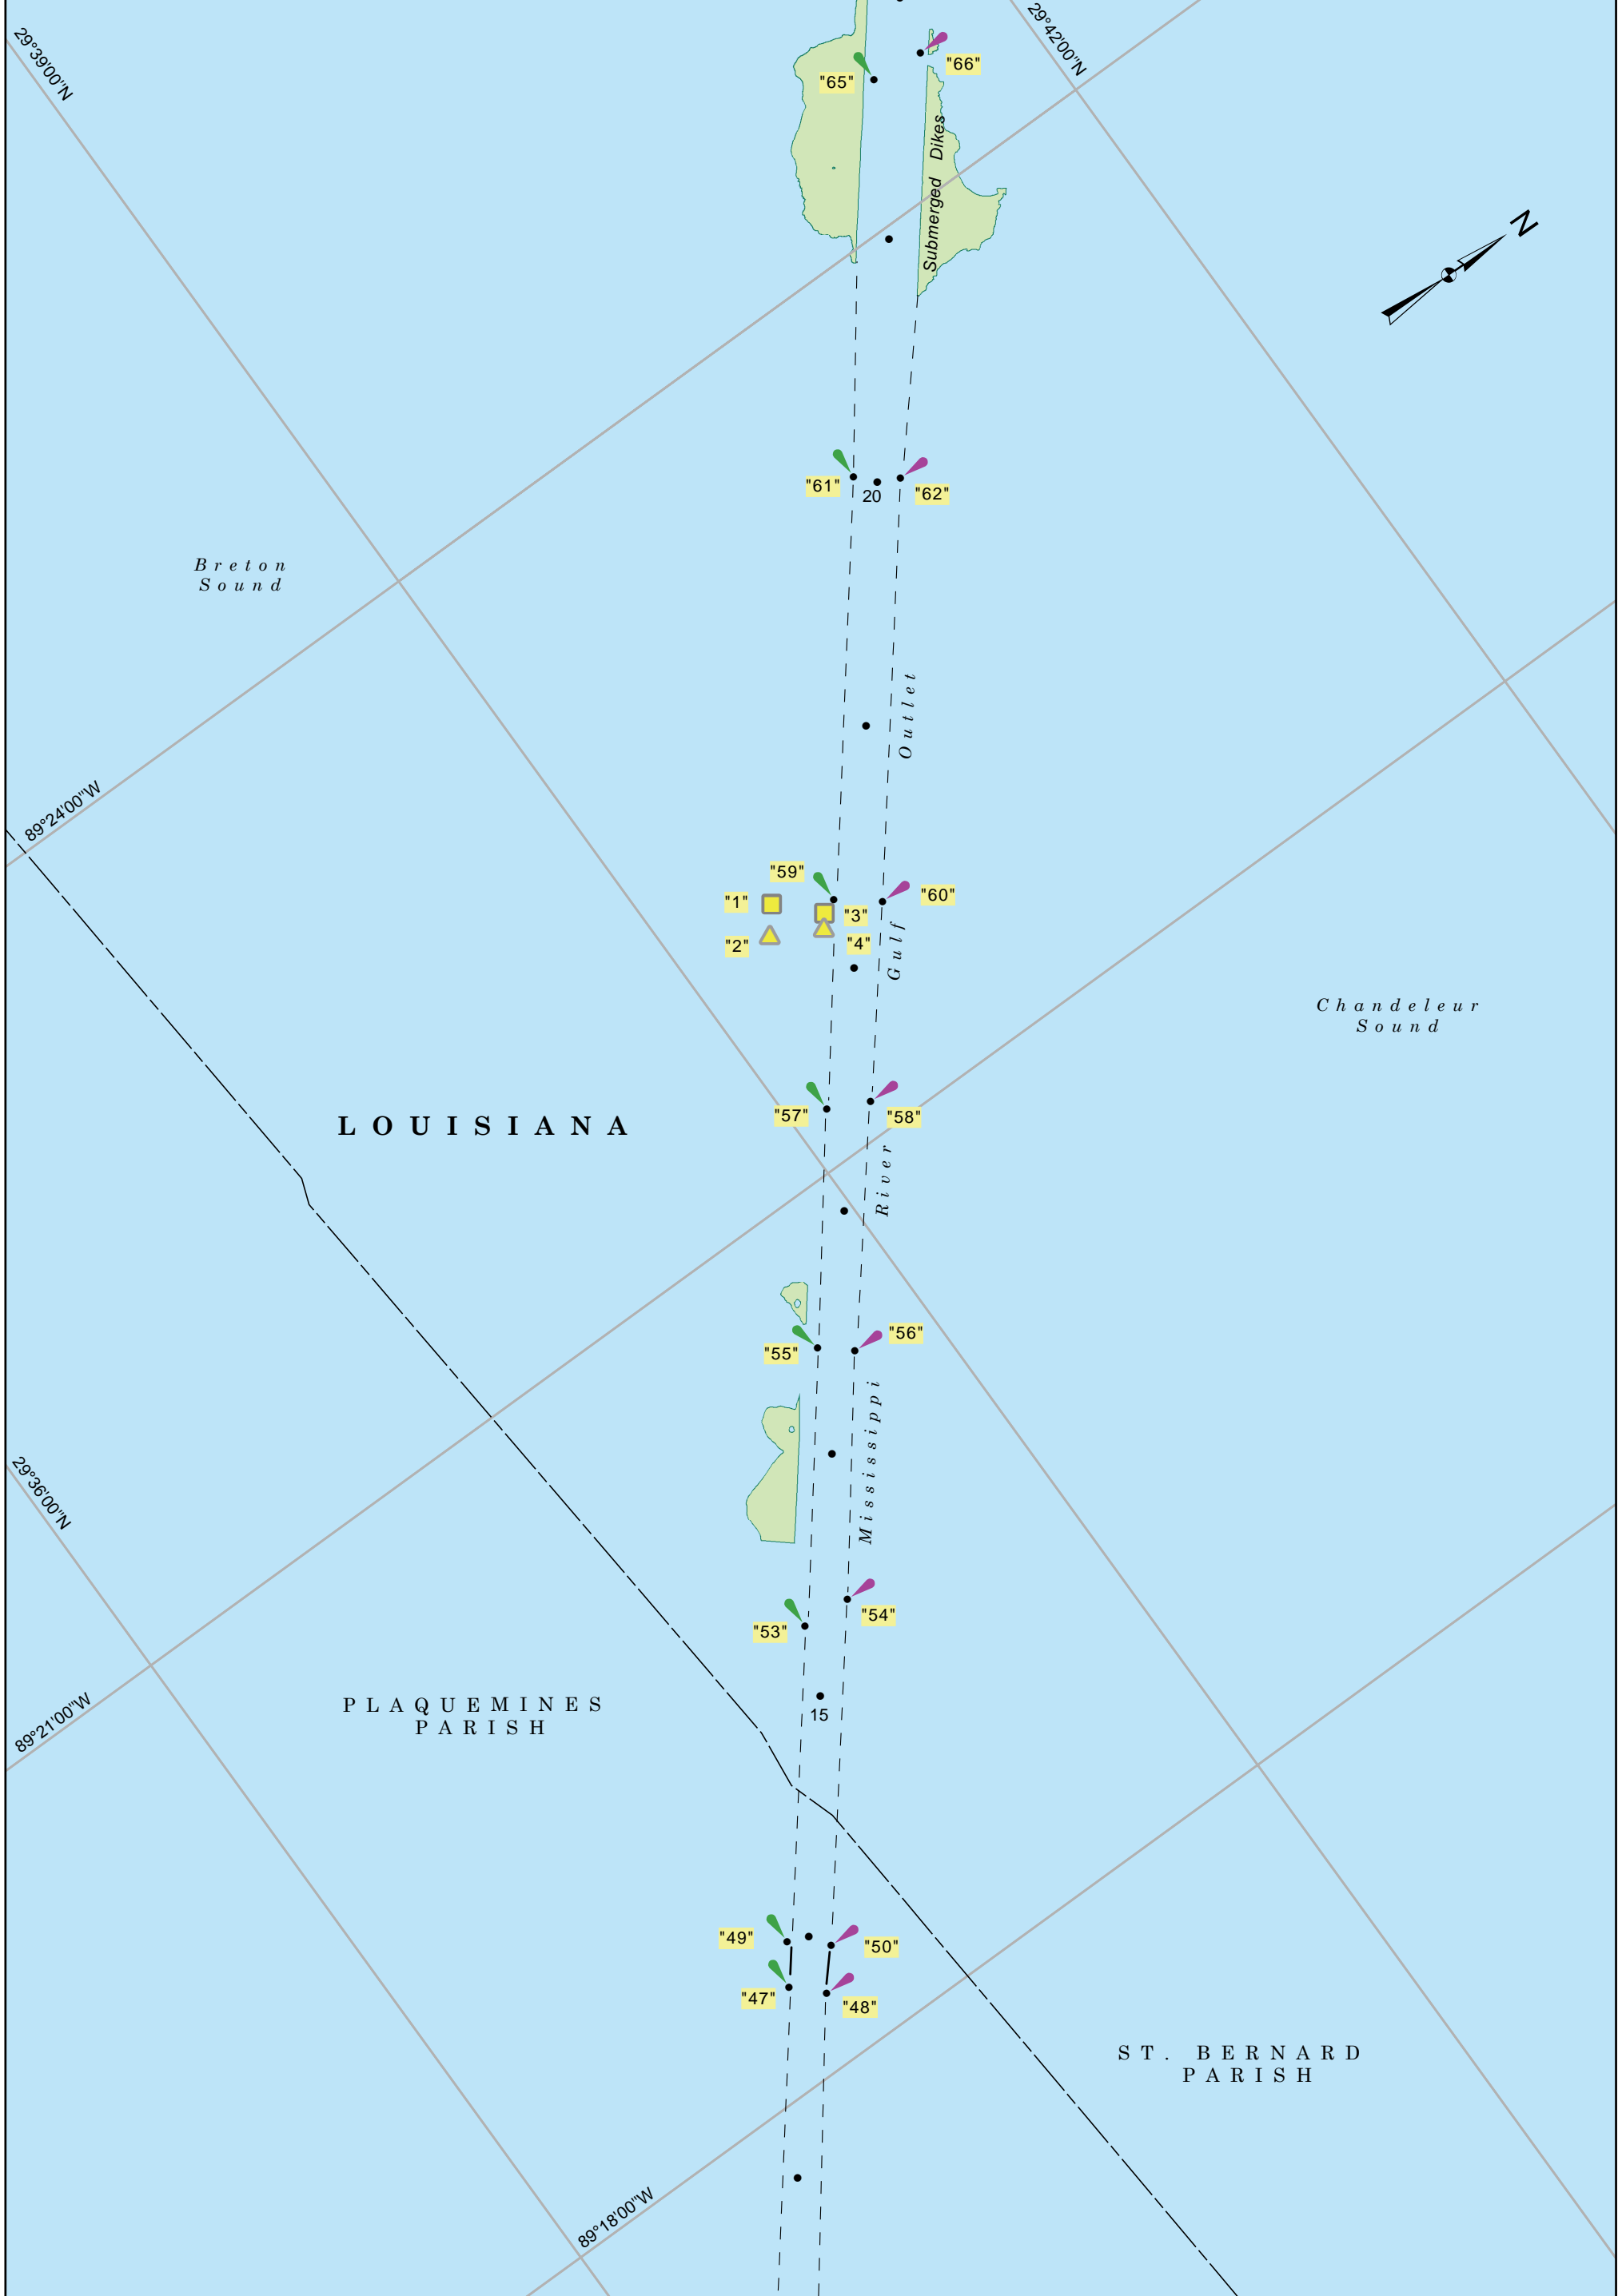 29°39'00"N
29°42'00"N
"66"
"65"
Submerged Dikes
N
"61"
20
"62"
Breton
Sound
Outlet
89°24'00"W
"59"
"1"
"60"
"3"
"2"
"4"
Gulf
Chandeleur
Sound
"57"
"58"
LOUISIANA
River
"56"
"55"
Mississippi
29°36'00"N
"54"
"53"
PLAQUEMINES
PARISH
89°21'00"W
15
"49"
"50"
"47"
"48"
ST. BERNARD
PARISH
89°18'00"W